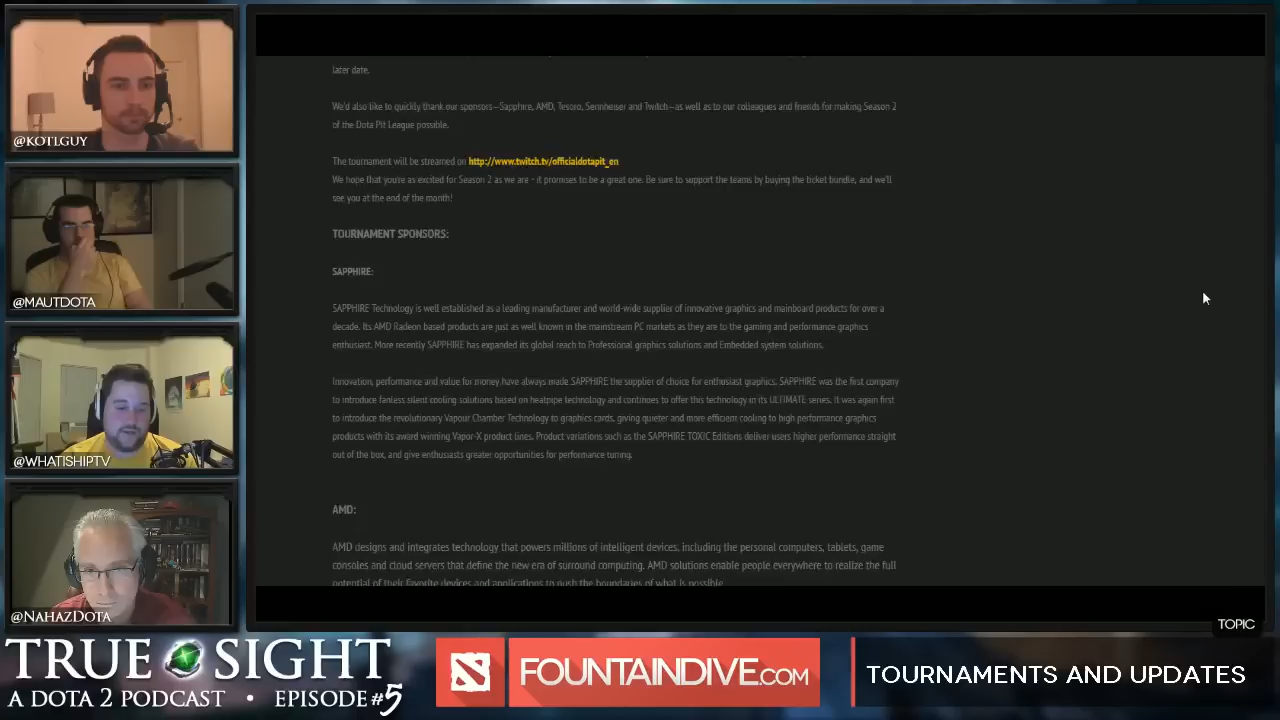 @KOTLGUY
@MAUTDOTA
@WHATISHIPTV
@NAHAZDOTA
later date.
We'd also like to quickly thank our sponsors—Sapphire, AMD, Tesoro, Sennheiser and Twitch—as well as to our colleagues and friends for making Season 2
of the Dota Pit League possible.
The tournament will be streamed on http://www.twitch.tv/officialdotapit_en
We hope that you're as excited for Season 2 as we are - it promises to be a great one. Be sure to support the teams by buying the ticket bundle, and we'll
see you at the end of the month!
TOURNAMENT SPONSORS:
SAPPHIRE:
SAPPHIRE Technology is well established as a leading manufacturer and world-wide supplier of innovative graphics and mainboard products for over a
decade. Its AMD Radeon based products are just as well known in the mainstream PC markets as they are to the gaming and performance graphics
enthusiast. More recently SAPPHIRE has expanded its global reach to Professional graphics solutions and Embedded system solutions.
Innovation, performance and value for money have always made SAPPHIRE the supplier of choice for enthusiast graphics. SAPPHIRE was the first company
to introduce fanless silent cooling solutions based on heatpipe technology and continues to offer this technology in its ULTIMATE series. It was again first
to introduce the revolutionary Vapour Chamber Technology to graphics cards, giving quieter and more efficient cooling to high performance graphics
products with its award winning Vapor-X product lines. Product variations such as the SAPPHIRE TOXIC Editions deliver users higher performance straight
out of the box, and give enthusiasts greater opportunities for performance tuning.
AMD:
AMD designs and integrates technology that powers millions of intelligent devices, including the personal computers, tablets, game
consoles and cloud servers that define the new era of surround computing. AMD solutions enable people everywhere to realize the full
potential of their favorite devices and applications to push the boundaries of what is possible.
TOPIC
TRUE SIGHT
A DOTA 2 PODCAST • EPISODE #5
FOUNTAINDIVE.COM
TOURNAMENTS AND UPDATES